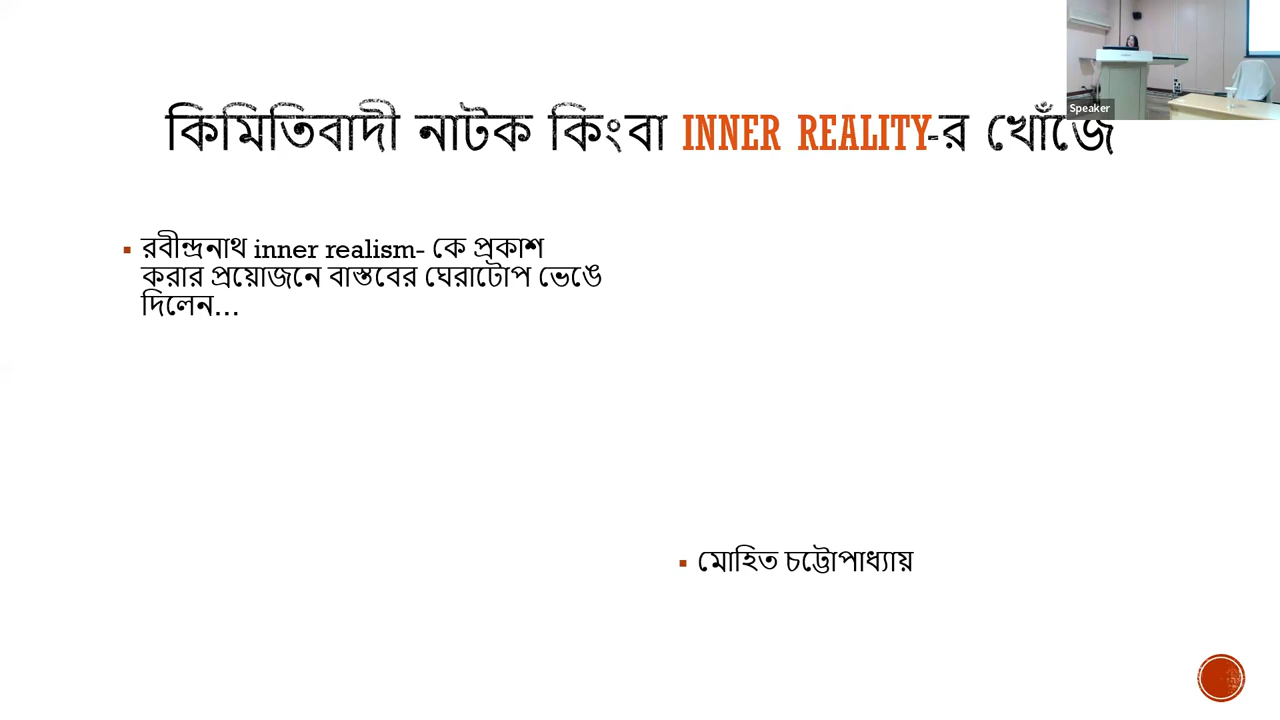 কিমিতিবাদী নাটক কিংবা INNER REALITY-র খোঁজে
Speaker
রবীন্দ্রনাথ inner realism- কে প্রকাশ
করার প্রয়োজনে বাস্তবের ঘেরাটোপ ভেঙে
দিলেন...
মোহিত চট্টোপাধ্যায়